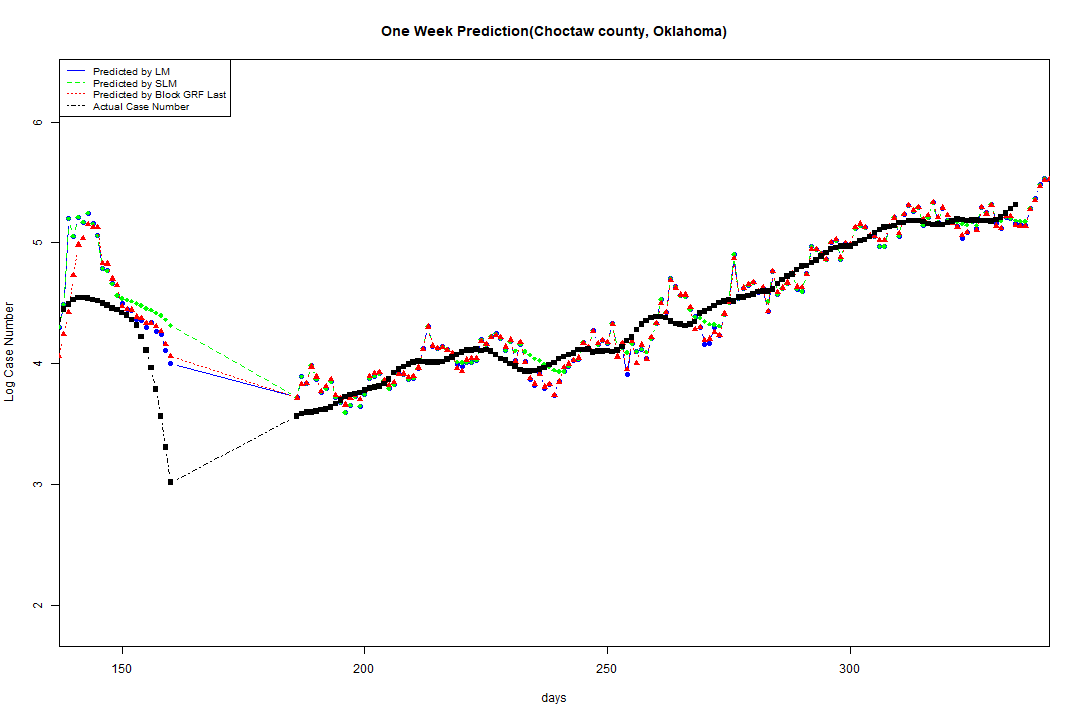 One Week Prediction(Choctaw county, Oklahoma)
Predicted by LM
Predicted by SLM
Predicted by Block GRF Last
Actual Case Number
6
5
4
3
2
Log Case Number
150 200 250 300
days